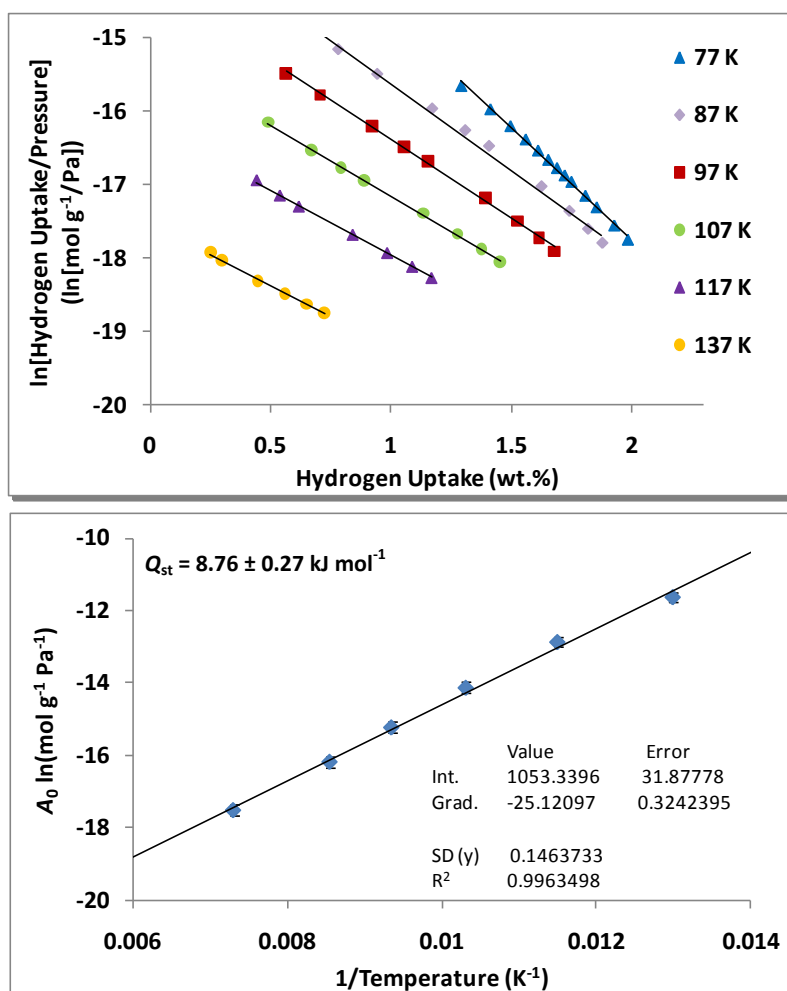 ln[Hydrogen Uptake/Pressure]
(ln[mol g⁻¹/Pa])
-15
-16
-17
-18
-19
-20
0
0.5
1
1.5
2
Hydrogen Uptake (wt.%)
77 K
87 K
97 K
107 K
117 K
137 K
Qst = 8.76 ± 0.27 kJ mol⁻¹
A₀ ln(mol g⁻¹ Pa⁻¹)
-10
-12
-14
-16
-18
-20
Value Error
Int. 1053.3396 31.87778
Grad. -25.12097 0.3242395
SD (y) 0.1463733
R² 0.9963498
0.006
0.008
0.01
0.012
0.014
1/Temperature (K⁻¹)